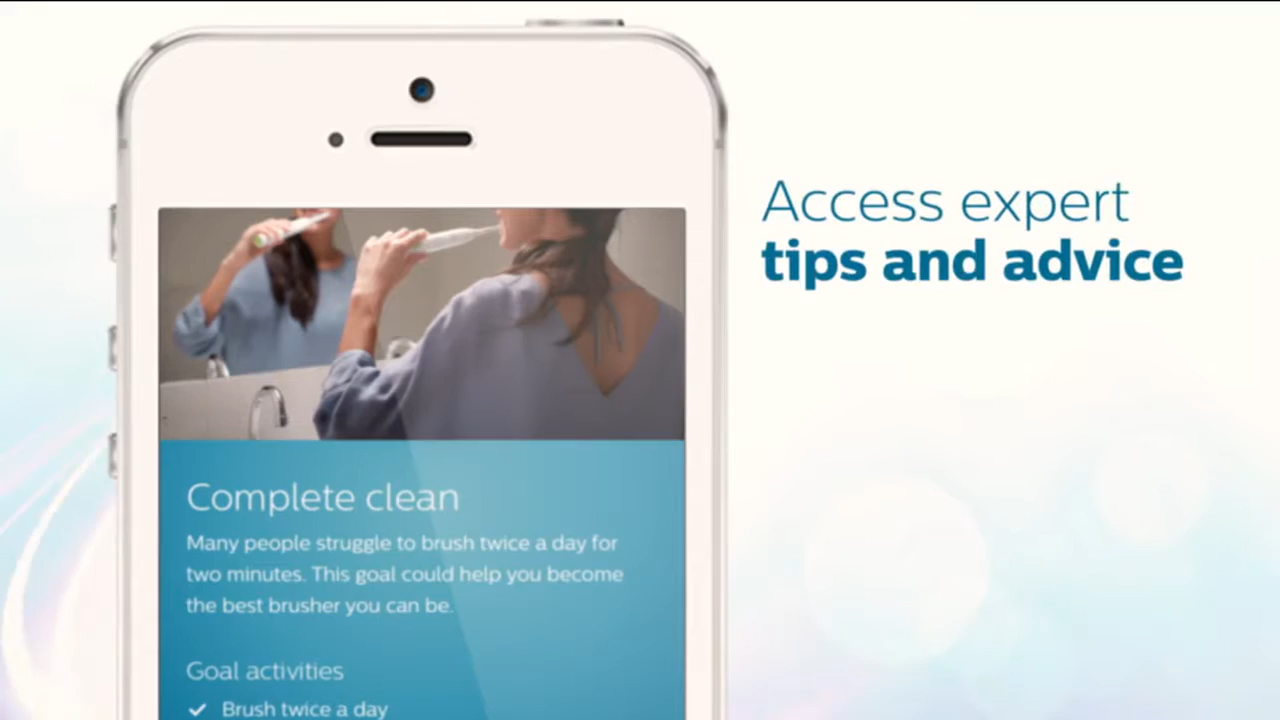 Access expert
tips and advice
Complete clean
Many people struggle to brush twice a day for
two minutes. This goal could help you become
the best brusher you can be.
Goal activities
Brush twice a day